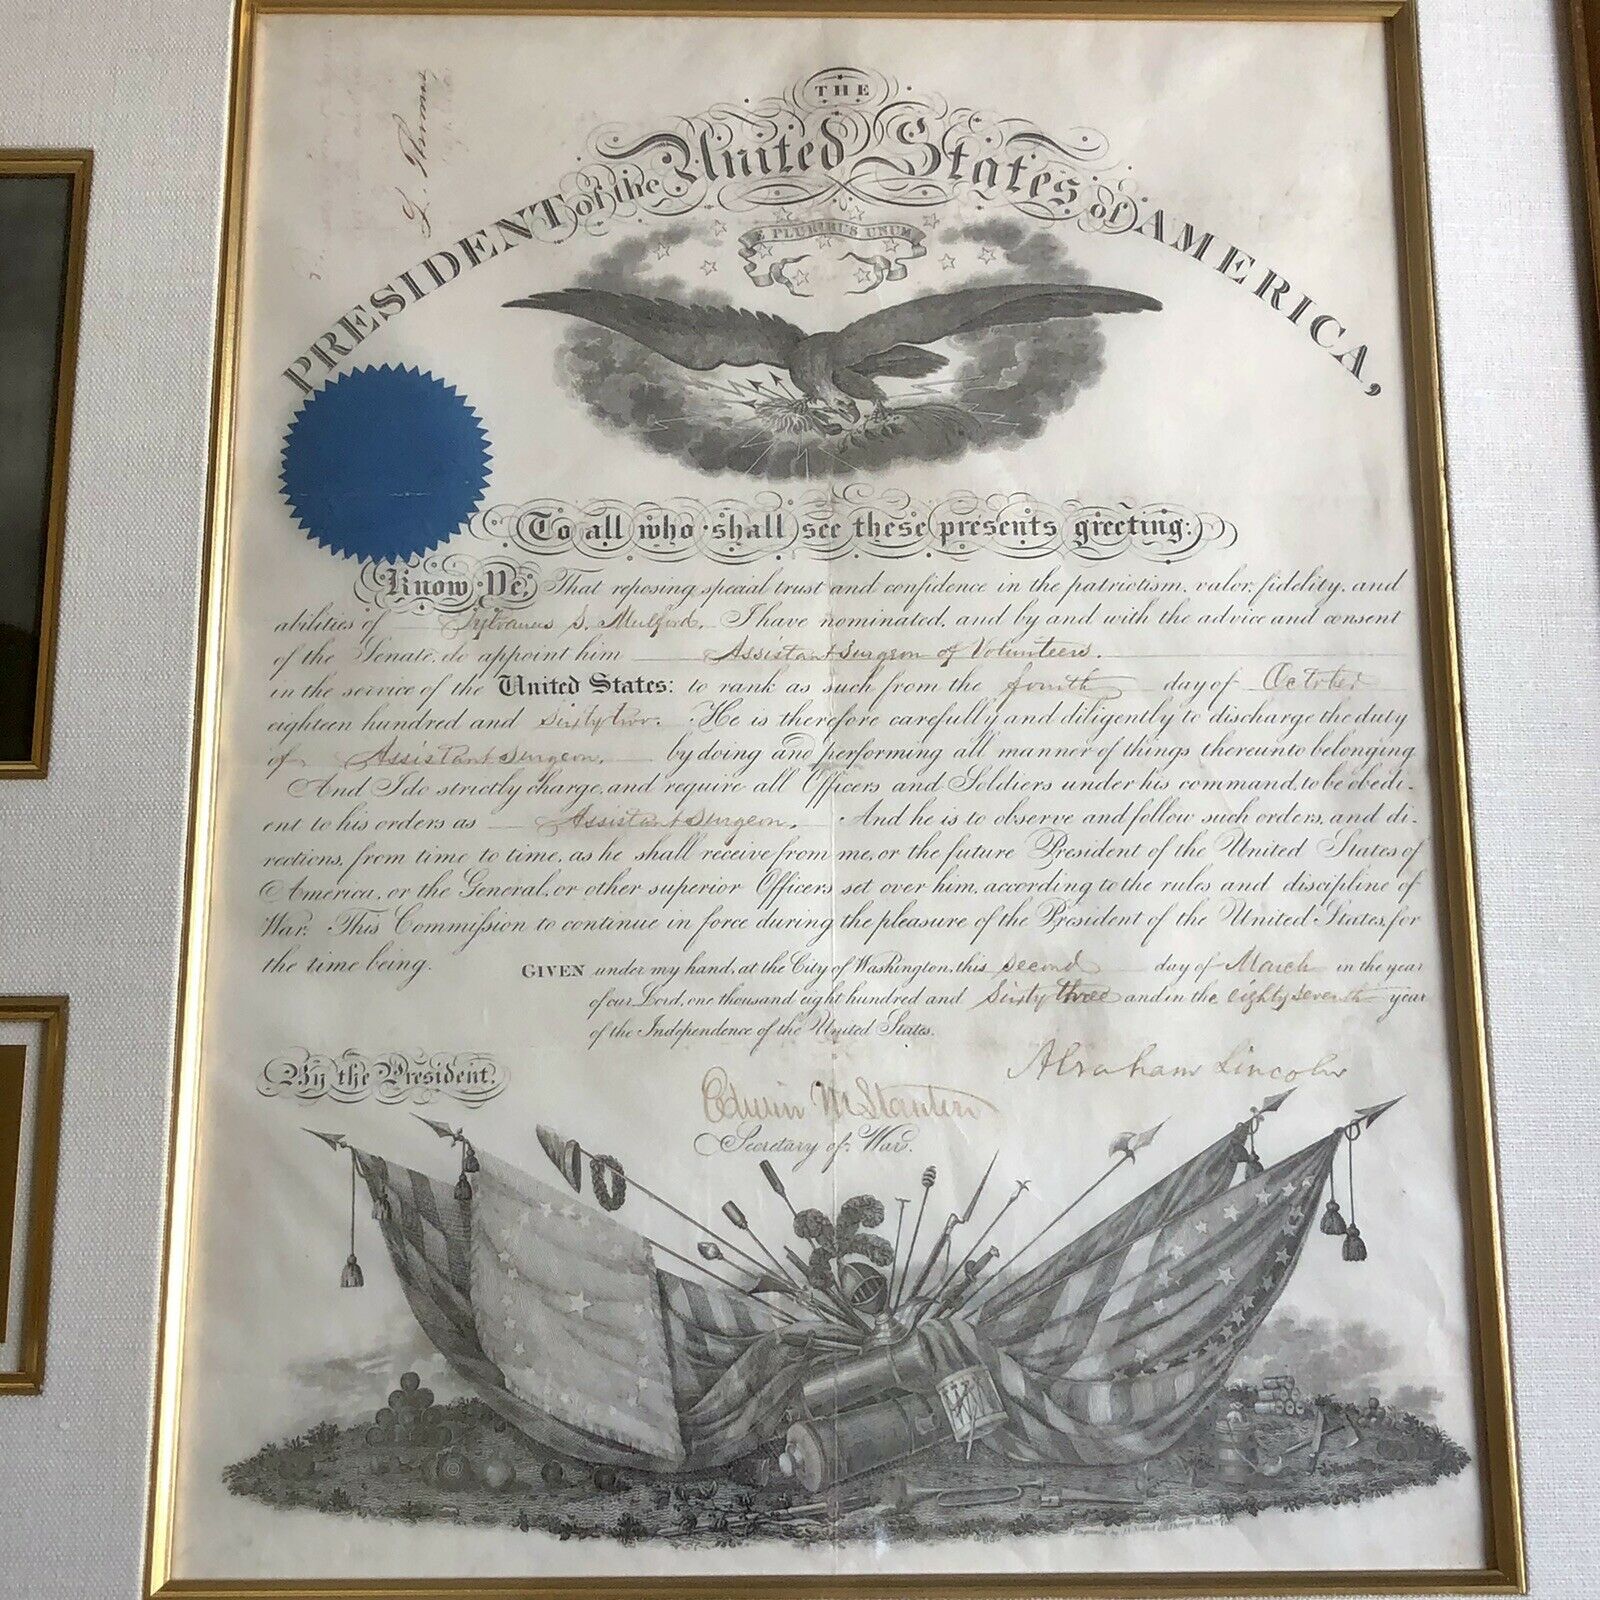 THE
PRESIDENT of the United States of AMERICA,
E PLURIBUS UNUM
To all who shall see these presents greeting:
Know Ye, That reposing special trust and confidence in the patriotism, valor, fidelity, and
abilities of Sylvanus S. Mulford, I have nominated, and by and with the advice and consent
of the Senate, do appoint him Assistant Surgeon of Volunteers.
in the service of the United States: to rank as such from the fourth day of October
eighteen hundred and sixty two. He is therefore carefully and diligently to discharge the duty
of Assistant Surgeon, by doing and performing all manner of things thereunto belonging
And I do strictly charge, and require all Officers and Soldiers under his command, to be obedi-
ent to his orders as Assistant Surgeon. And he is to observe and follow such orders, and di-
rections, from time to time, as he shall receive from me, or the future President of the United States of
America, or the General, or other superior Officers set over him, according to the rules and discipline of
War. This Commission to continue in force during the pleasure of the President of the United States, for
the time being.
GIVEN under my hand, at the City of Washington, this second day of March in the year
of our Lord, one thousand eight hundred and Sixty three and in the eighty seventh year
of the Independence of the United States.
By the President,
Abraham Lincoln
Edwin M Stanton
Secretary of War.
L. Thomas